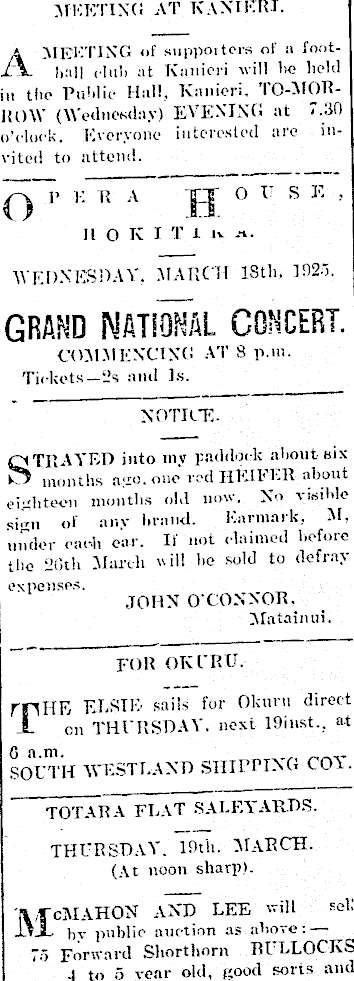 MEETING AT KANIERI.
A MEETING of supporters of a foot-
ball club at Kanieri will be held
in the Public Hall, Kanieri, TO-MOR-
ROW (Wednesday) EVENING at 7.30
o'clock. Everyone interested are in-
vited to attend.
OPERA HOUSE,
HOKITIKA.
WEDNESDAY, MARCH 18th, 1925.
GRAND NATIONAL CONCERT.
COMMENCING AT 8 p.m.
Tickets—2s and 1s.
NOTICE.
STRAYED into my paddock about six
months ago, one red HEIFER about
eighteen months old now. No visible
sign of any brand. Earmark, M,
under each ear. If not claimed before
the 26th March will be sold to defray
expenses.
JOHN O'CONNOR,
Matainui.
FOR OKURU.
THE ELSIE sails for Okuru direct
on THURSDAY, next 19inst., at
6 a.m.
SOUTH WESTLAND SHIPPING COY.
TOTARA FLAT SALEYARDS.
THURSDAY, 19th. MARCH.
(At noon sharp).
McMAHON AND LEE will sell
by public auction as above:—
75 Forward Shorthorn BULLOCKS
4 to 5 year old, good sorts and